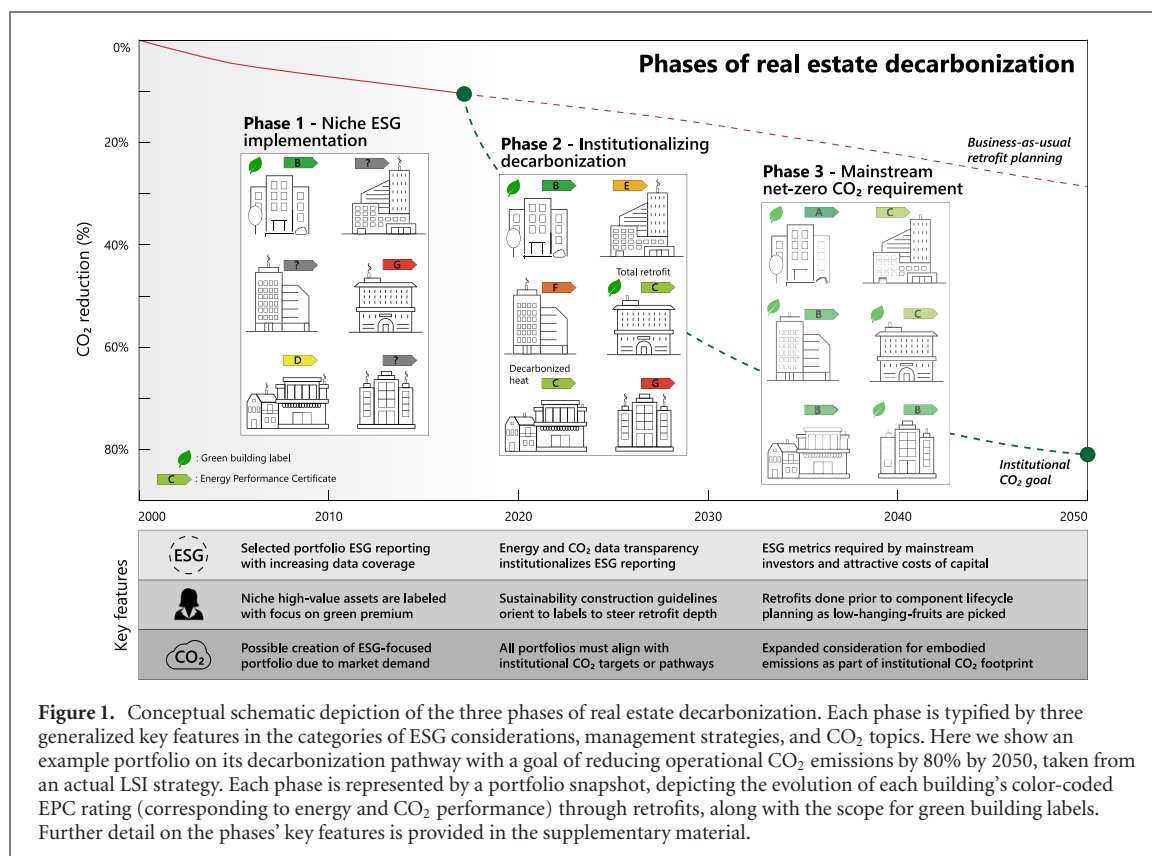 Phases of real estate decarbonization
0%
20%
40%
60%
80%
CO₂ reduction (%)
Phase 1 - Niche ESG
implementation
B
?
?
G
D
?
Phase 2 - Institutionalizing
decarbonization
B
E
Total retrofit
F
C
Decarbonized
heat
C
G
Business-as-usual
retrofit planning
Phase 3 - Mainstream
net-zero CO₂ requirement
A
C
B
C
B
B
Institutional
CO₂ goal
: Green building label
C : Energy Performance Certificate
2000 2010 2020 2030 2040 2050
Key features
ESG
Selected portfolio ESG reporting
with increasing data coverage
Energy and CO₂ data transparency
institutionalizes ESG reporting
ESG metrics required by mainstream
investors and attractive costs of capital
Niche high-value assets are labeled
with focus on green premium
Sustainability construction guidelines
orient to labels to steer retrofit depth
Retrofits done prior to component lifecycle
planning as low-hanging-fruits are picked
CO₂
Possible creation of ESG-focused
portfolio due to market demand
All portfolios must align with
institutional CO₂ targets or pathways
Expanded consideration for embodied
emissions as part of institutional CO₂ footprint
Figure 1. Conceptual schematic depiction of the three phases of real estate decarbonization. Each phase is typified by three
generalized key features in the categories of ESG considerations, management strategies, and CO₂ topics. Here we show an
example portfolio on its decarbonization pathway with a goal of reducing operational CO₂ emissions by 80% by 2050, taken from
an actual LSI strategy. Each phase is represented by a portfolio snapshot, depicting the evolution of each building's color-coded
EPC rating (corresponding to energy and CO₂ performance) through retrofits, along with the scope for green building labels.
Further detail on the phases' key features is provided in the supplementary material.